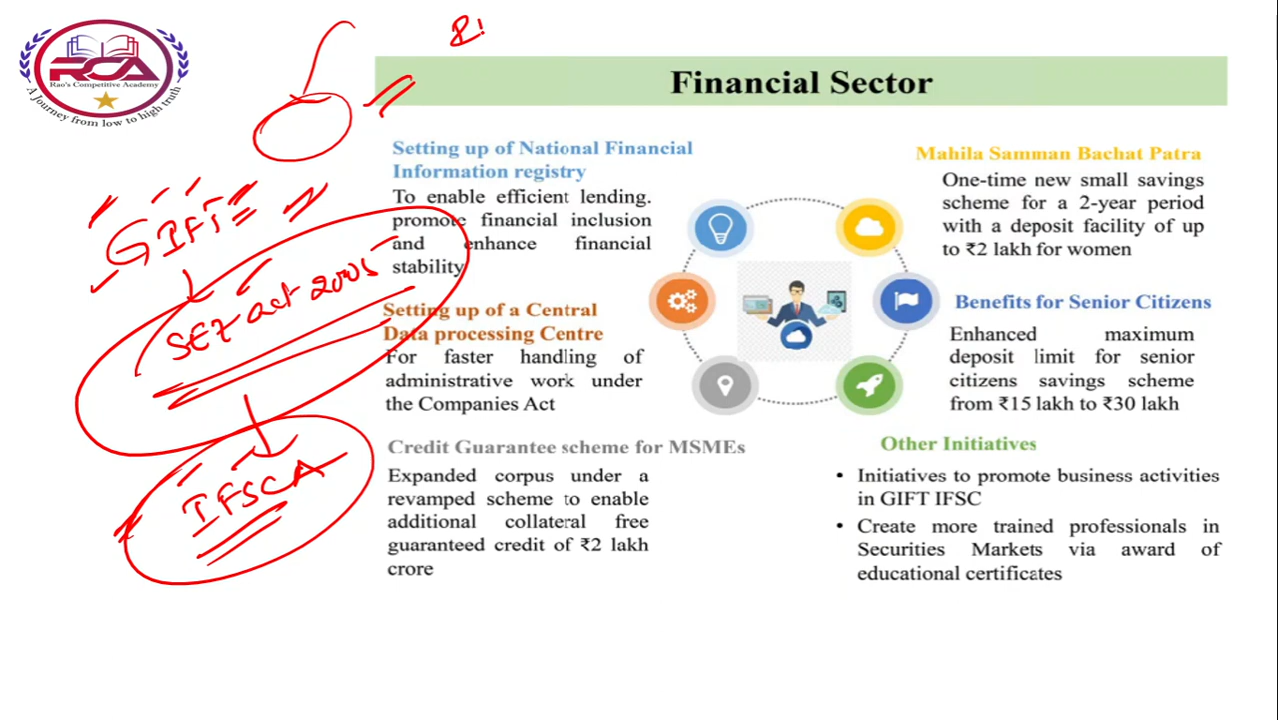 RCA
Rao's Competitive Academy
A Journey from low to high truth
Financial Sector
Setting up of National Financial
Information registry
To enable efficient lending.
promote financial inclusion
and enhance financial
stability
Setting up of a Central
Data processing Centre
For faster handling of
administrative work under
the Companies Act
Credit Guarantee scheme for MSMEs
Expanded corpus under a
revamped scheme to enable
additional collateral free
guaranteed credit of ₹2 lakh
crore
Mahila Samman Bachat Patra
One-time new small savings
scheme for a 2-year period
with a deposit facility of up
to ₹2 lakh for women
Benefits for Senior Citizens
Enhanced maximum
deposit limit for senior
citizens savings scheme
from ₹15 lakh to ₹30 lakh
Other Initiatives
• Initiatives to promote business activities
in GIFT IFSC
• Create more trained professionals in
Securities Markets via award of
educational certificates
GIFT
SEZ act 2005
IFSCA